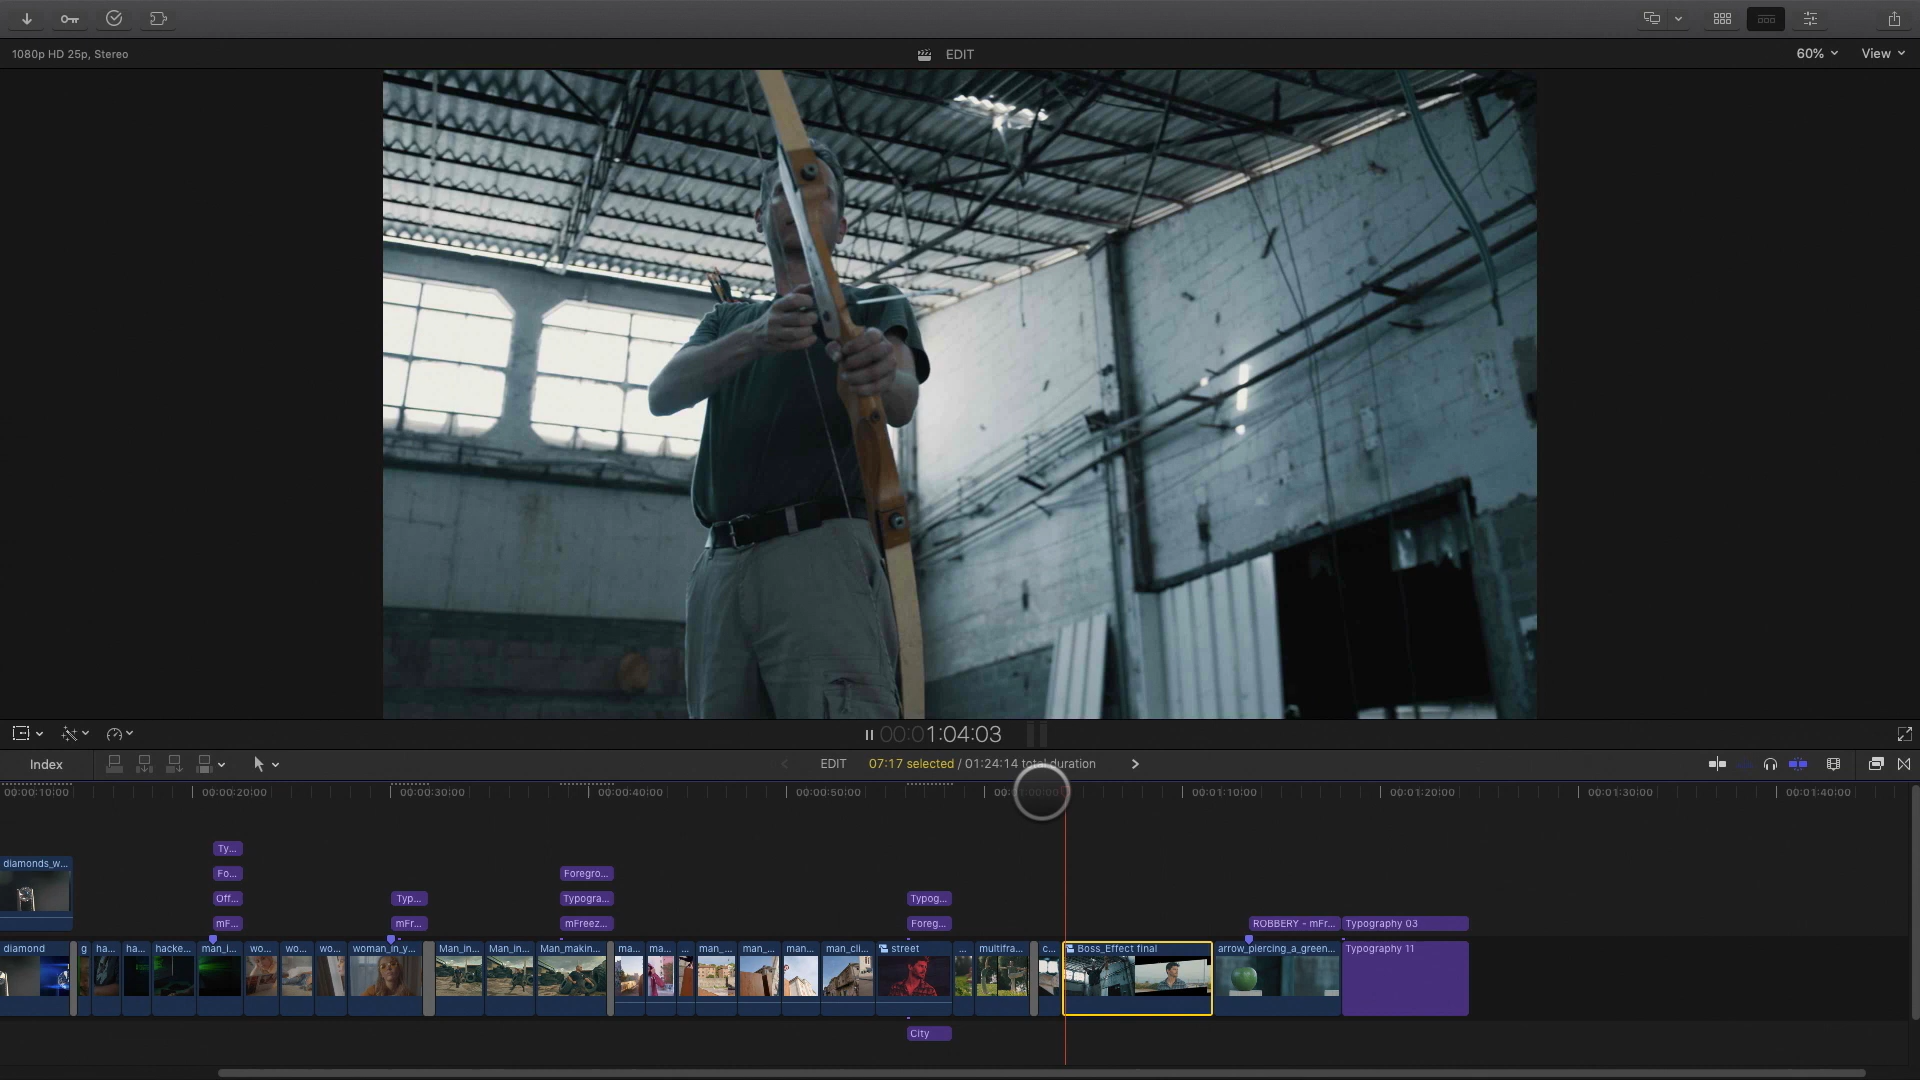 1080p HD 25p, Stereo
EDIT
60%
View
00:00:1:04:03
Index
EDIT
07:17 selected / 01:24:14 total duration
00:00:10:00
00:00:20:00
00:00:30:00
00:00:40:00
00:00:50:00
00:01:00:00
00:01:10:00
00:01:20:00
00:01:30:00
00:01:40:00
Ty...
diamonds_w...
Fo...
Foregro...
Off...
Typ...
Typogra...
Typog...
mF...
mFr...
mFreez...
Foreg...
ROBBERY - mFr...
Typography 03
diamond
g
ha...
ha...
hacke...
man_i...
wo...
wo...
wo...
woman_in_y...
Man_in...
Man_in...
Man_makin...
ma...
ma...
...
man_...
man_...
man...
man_cli...
street
...
multifra...
c...
Boss_Effect final
arrow_piercing_a_green...
Typography 11
City